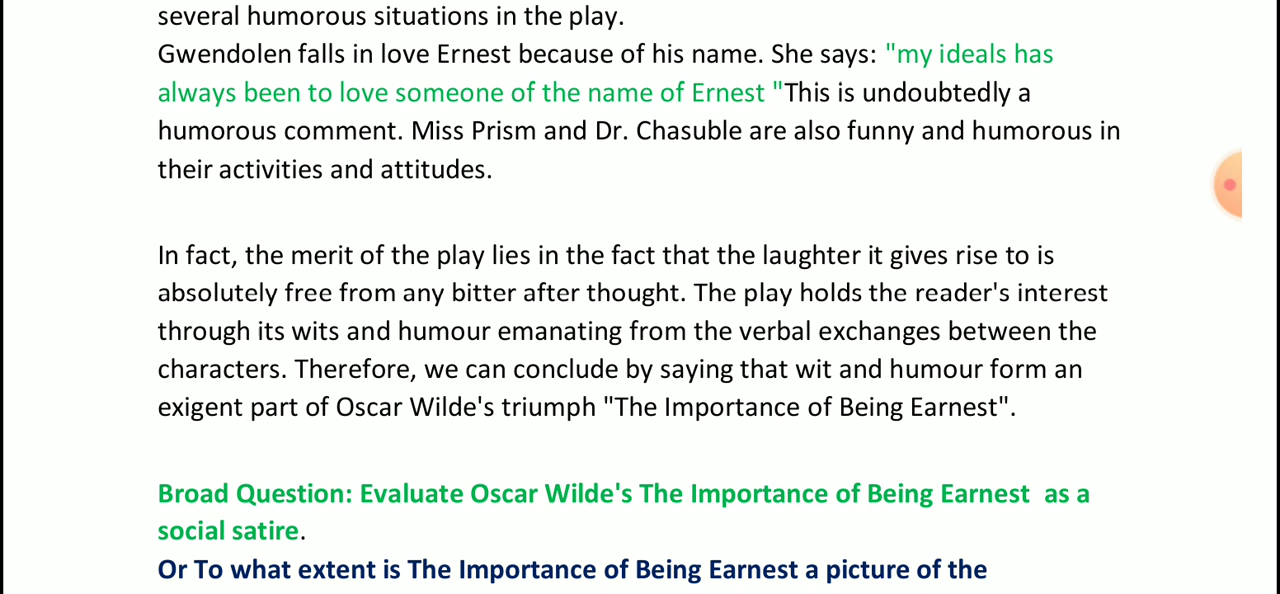 several humorous situations in the play.
Gwendolen falls in love Ernest because of his name. She says: "my ideals has
always been to love someone of the name of Ernest "This is undoubtedly a
humorous comment. Miss Prism and Dr. Chasuble are also funny and humorous in
their activities and attitudes.
In fact, the merit of the play lies in the fact that the laughter it gives rise to is
absolutely free from any bitter after thought. The play holds the reader's interest
through its wits and humour emanating from the verbal exchanges between the
characters. Therefore, we can conclude by saying that wit and humour form an
exigent part of Oscar Wilde's triumph "The Importance of Being Earnest".
Broad Question: Evaluate Oscar Wilde's The Importance of Being Earnest  as a
social satire.
Or To what extent is The Importance of Being Earnest a picture of the